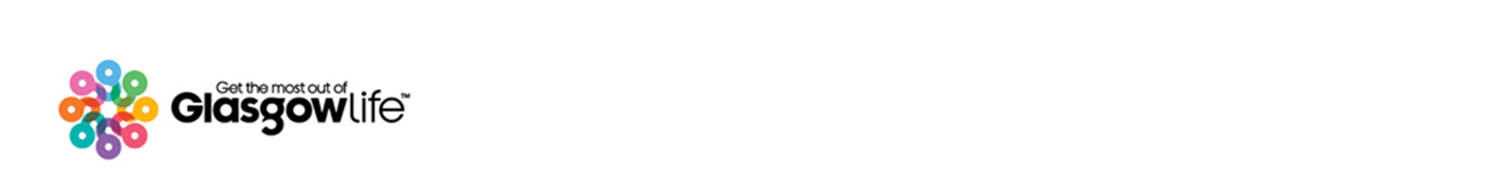 Get the most out of
Glasgowlife™